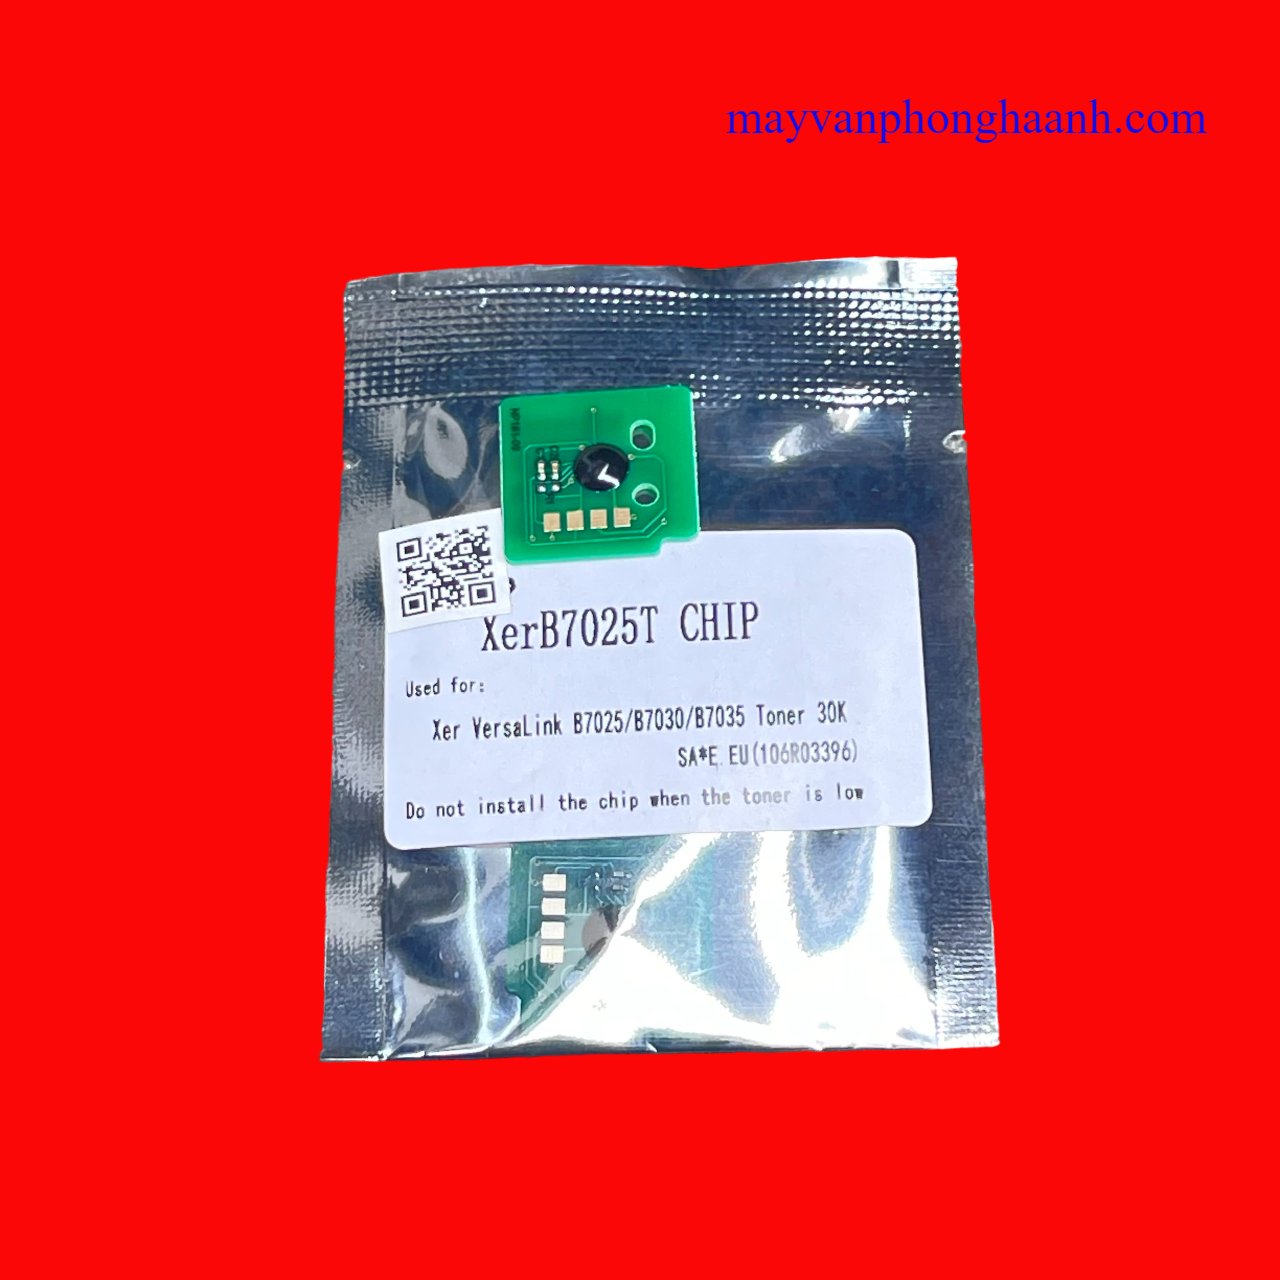 mayvanphonghaanh.com
XerB7025T CHIP
Used for:
Xer VersaLink B7025/B7030/B7035 Toner 30K
SA*E.EU(106R03396)
Do not install the chip when the toner is low